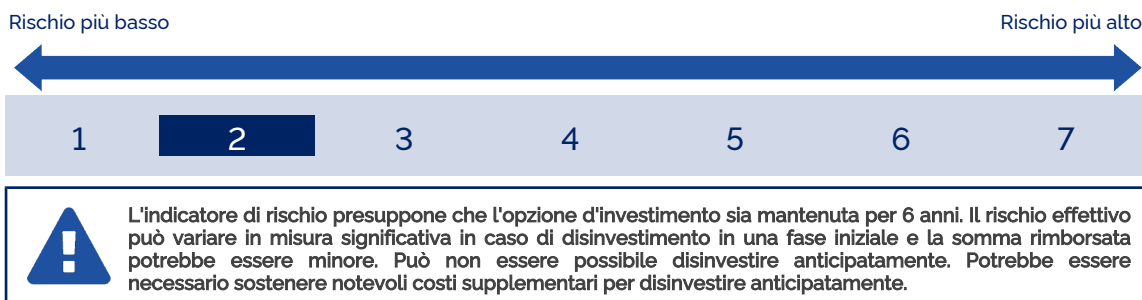 Rischio più basso Rischio più alto
1 2 3 4 5 6 7
L'indicatore di rischio presuppone che l'opzione d'investimento sia mantenuta per 6 anni. Il rischio effettivo
può variare in misura significativa in caso di disinvestimento in una fase iniziale e la somma rimborsata
potrebbe essere minore. Può non essere possibile disinvestire anticipatamente. Potrebbe essere
necessario sostenere notevoli costi supplementari per disinvestire anticipatamente.